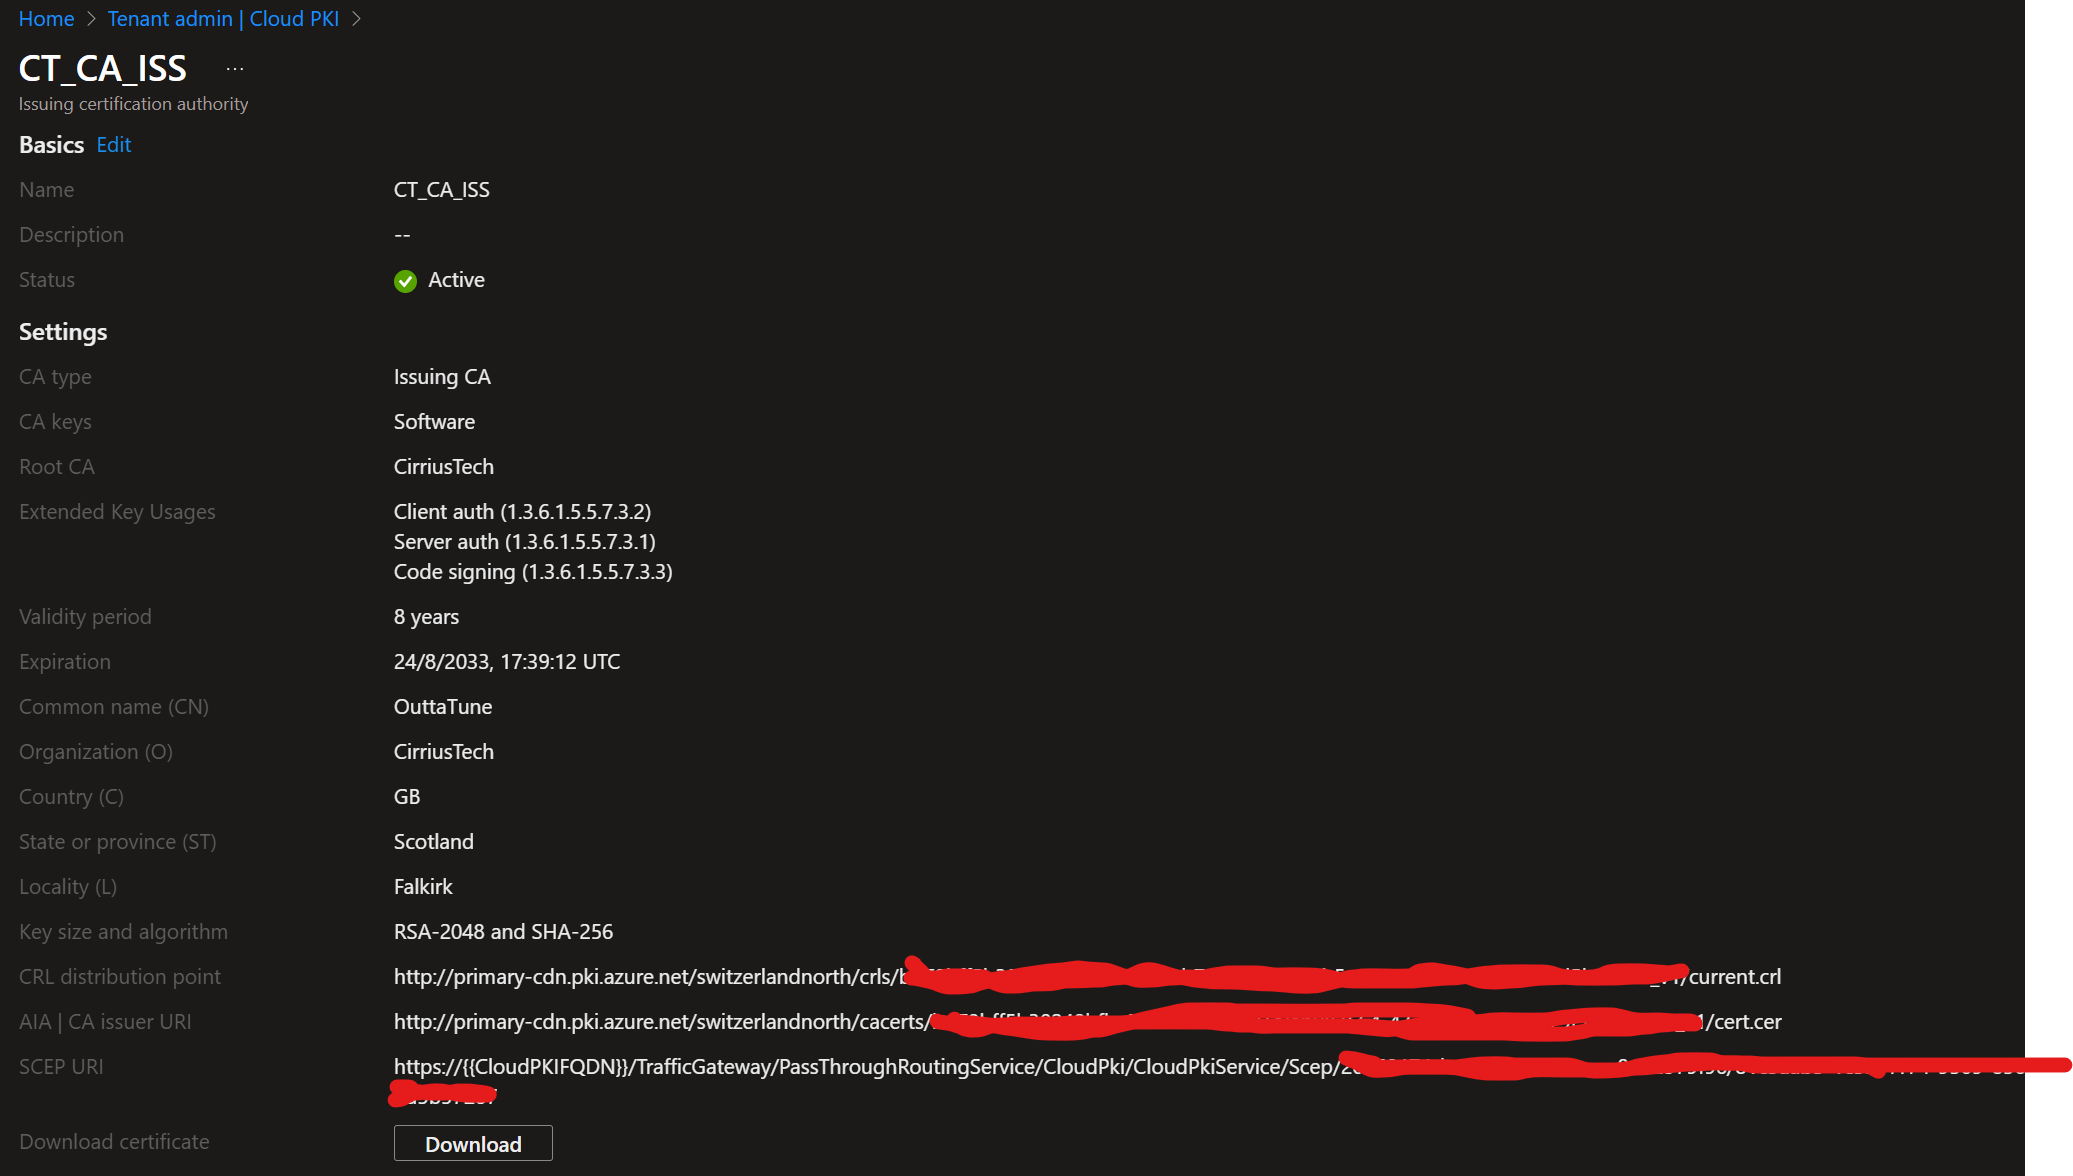 Home > Tenant admin | Cloud PKI >
CT_CA_ISS ...
Issuing certification authority
Basics Edit
Name CT_CA_ISS
Description --
Status Active
Settings
CA type Issuing CA
CA keys Software
Root CA CirriusTech
Extended Key Usages Client auth (1.3.6.1.5.5.7.3.2)
Server auth (1.3.6.1.5.5.7.3.1)
Code signing (1.3.6.1.5.5.7.3.3)
Validity period 8 years
Expiration 24/8/2033, 17:39:12 UTC
Common name (CN) OuttaTune
Organization (O) CirriusTech
Country (C) GB
State or province (ST) Scotland
Locality (L) Falkirk
Key size and algorithm RSA-2048 and SHA-256
CRL distribution point http://primary-cdn.pki.azure.net/switzerlandnorth/crls/ /current.crl
AIA | CA issuer URI http://primary-cdn.pki.azure.net/switzerlandnorth/cacerts/ /cert.cer
SCEP URI https://{{CloudPKIFQDN}}/TrafficGateway/PassThroughRoutingService/CloudPki/CloudPkiService/Scep/
Download certificate Download